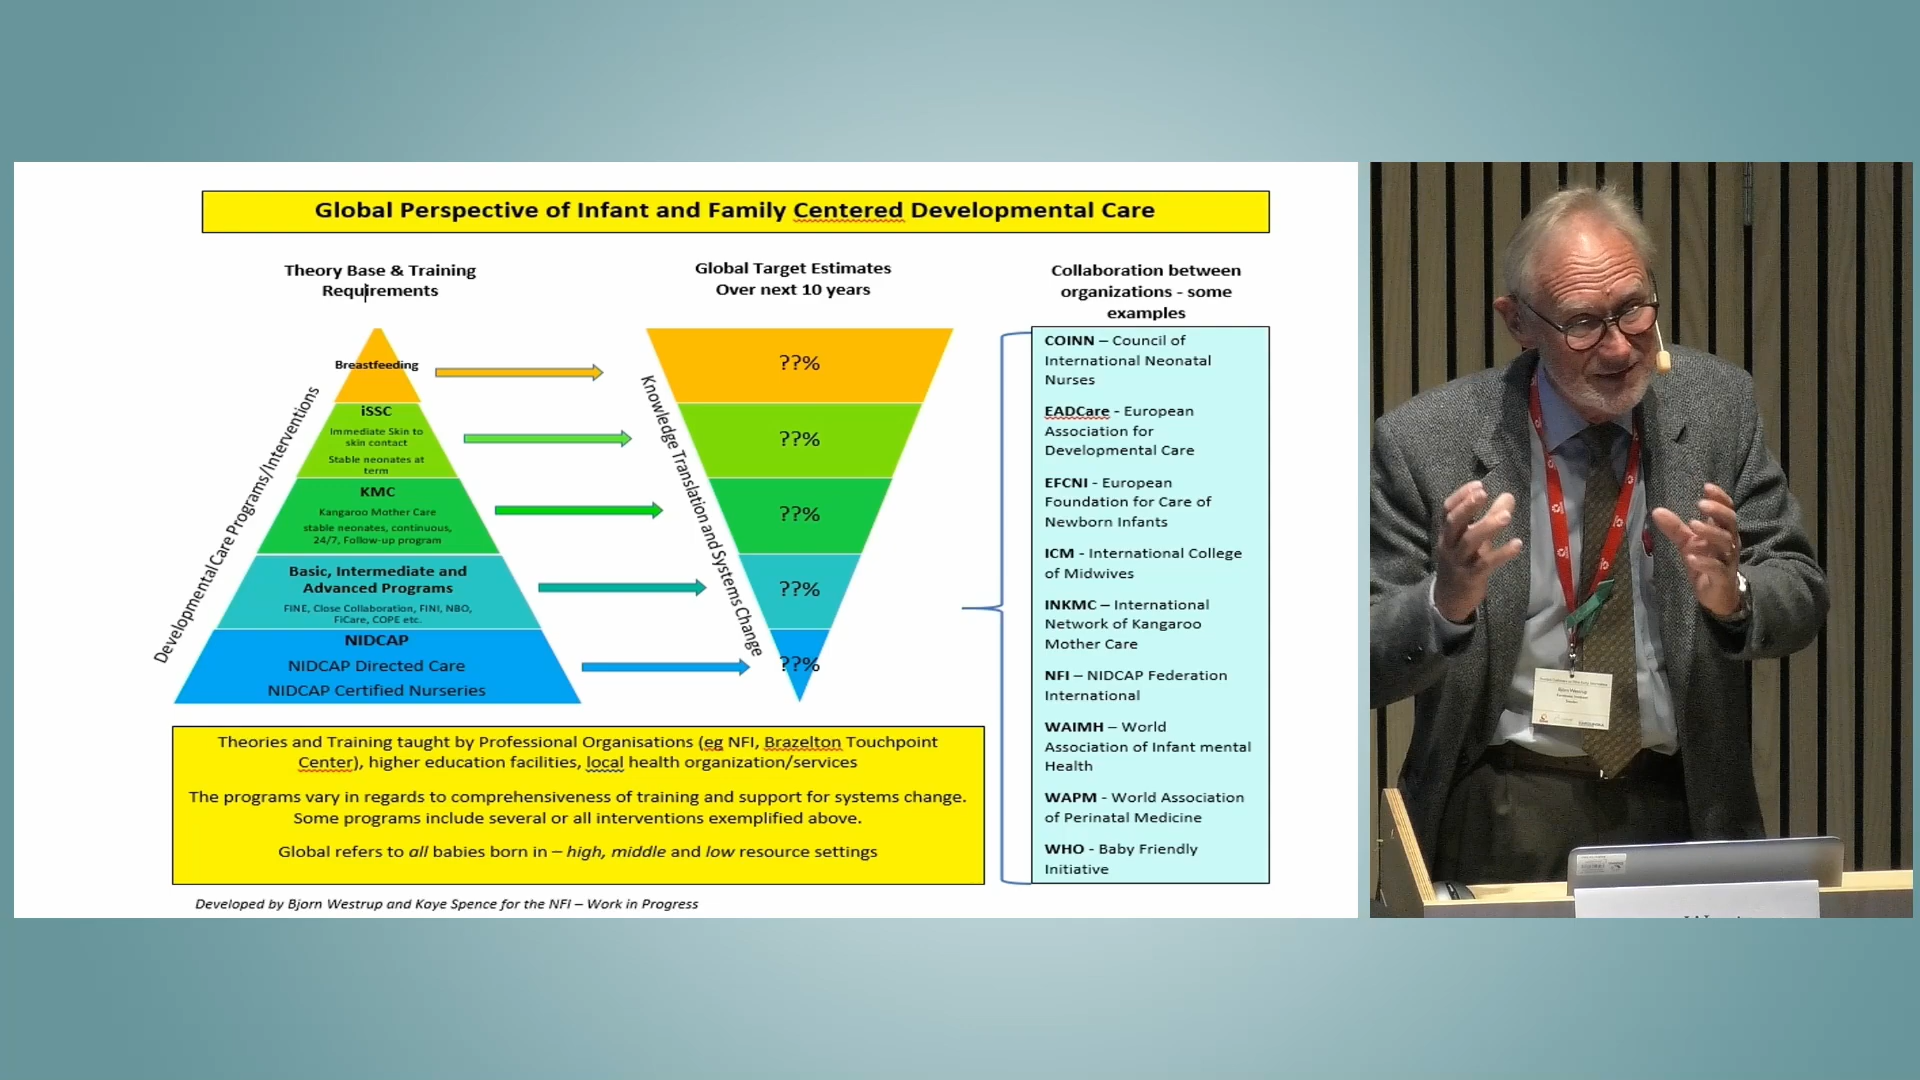 Global Perspective of Infant and Family Centered Developmental Care
Theory Base & Training
Requirements
Global Target Estimates
Over next 10 years
Collaboration between
organizations - some
examples
Developmental Care Programs/Interventions
Breastfeeding
iSSC
Immediate Skin to
skin contact
Stable neonates at
term
KMC
Kangaroo Mother Care
stable neonates, continuous,
24/7, Follow-up program
Basic, Intermediate and
Advanced Programs
FINE, Close Collaboration, FINI, NBO,
FICare, COPE etc.
NIDCAP
NIDCAP Directed Care
NIDCAP Certified Nurseries
Knowledge Translation and Systems Change
??%
??%
??%
??%
??%
COINN – Council of
International Neonatal
Nurses
EADCare - European
Association for
Developmental Care
EFCNI - European
Foundation for Care of
Newborn Infants
ICM - International College
of Midwives
INKMC – International
Network of Kangaroo
Mother Care
NFI – NIDCAP Federation
International
WAIMH – World
Association of Infant mental
Health
WAPM - World Association
of Perinatal Medicine
WHO - Baby Friendly
Initiative
Theories and Training taught by Professional Organisations (eg NFI, Brazelton Touchpoint
Center), higher education facilities, local health organization/services
The programs vary in regards to comprehensiveness of training and support for systems change.
Some programs include several or all interventions exemplified above.
Global refers to all babies born in – high, middle and low resource settings
Developed by Bjorn Westrup and Kaye Spence for the NFI – Work in Progress